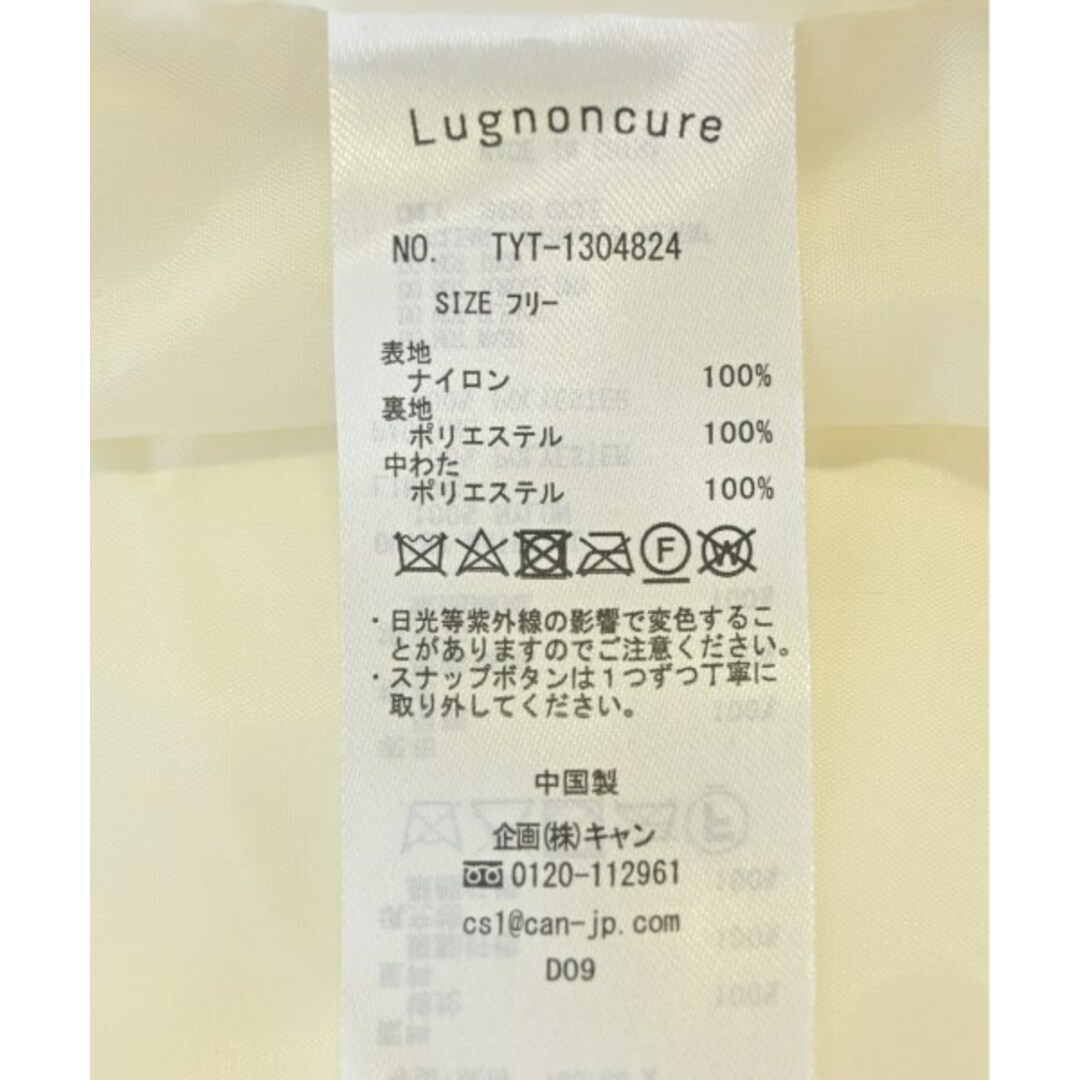 Lugnoncure
NO. TYT-1304824
SIZE フリー
表地
ナイロン 100%
裏地
ポリエステル 100%
中わた
ポリエステル 100%
F W
・日光等紫外線の影響で変色するこ
とがありますのでご注意ください。
・スナップボタンは1つずつ丁寧に
取り外してください。
中国製
企画(株)キャン
0120-112961
cs1@can-jp.com
D09